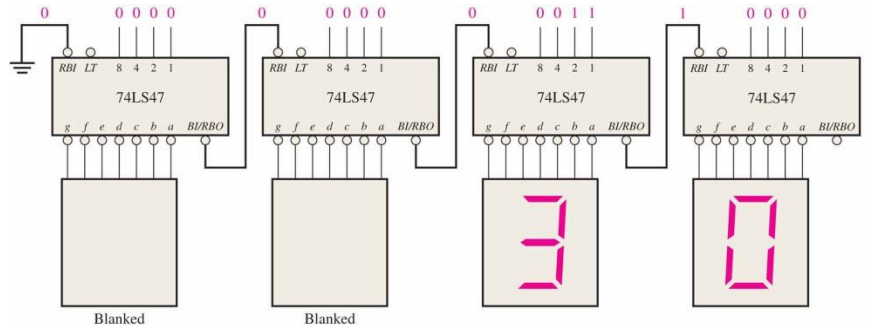 0 0 0 0 0
0 0 0 0 0
0 0 0 1 1
1 0 0 0 0
RBI LT 8 4 2 1
74LS47
g f e d c b a BI/RBO
RBI LT 8 4 2 1
74LS47
g f e d c b a BI/RBO
RBI LT 8 4 2 1
74LS47
g f e d c b a BI/RBO
RBI LT 8 4 2 1
74LS47
g f e d c b a BI/RBO
3
0
Blanked
Blanked